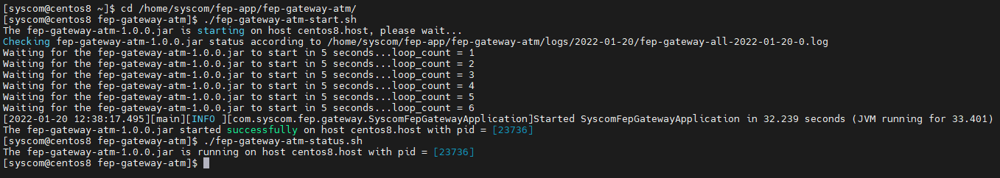 [syscom@centos8 ~]$ cd /home/syscom/fep-app/fep-gateway-atm/
[syscom@centos8 fep-gateway-atm]$ ./fep-gateway-atm-start.sh
The fep-gateway-atm-1.0.0.jar is starting on host centos8.host, please wait...
Checking fep-gateway-atm-1.0.0.jar status according to /home/syscom/fep-app/fep-gateway-atm/logs/2022-01-20/fep-gateway-all-2022-01-20-0.log
Waiting for the fep-gateway-atm-1.0.0.jar to start in 5 seconds...loop_count = 1
Waiting for the fep-gateway-atm-1.0.0.jar to start in 5 seconds...loop_count = 2
Waiting for the fep-gateway-atm-1.0.0.jar to start in 5 seconds...loop_count = 3
Waiting for the fep-gateway-atm-1.0.0.jar to start in 5 seconds...loop_count = 4
Waiting for the fep-gateway-atm-1.0.0.jar to start in 5 seconds...loop_count = 5
Waiting for the fep-gateway-atm-1.0.0.jar to start in 5 seconds...loop_count = 6
[2022-01-20 12:38:17.495][main][INFO ][com.syscom.fep.gateway.SyscomFepGatewayApplication]Started SyscomFepGatewayApplication in 32.239 seconds (JVM running for 33.401)
The fep-gateway-atm-1.0.0.jar started successfully on host centos8.host with pid = [23736]
[syscom@centos8 fep-gateway-atm]$ ./fep-gateway-atm-status.sh
The fep-gateway-atm-1.0.0.jar is running on host centos8.host with pid = [23736]
[syscom@centos8 fep-gateway-atm]$